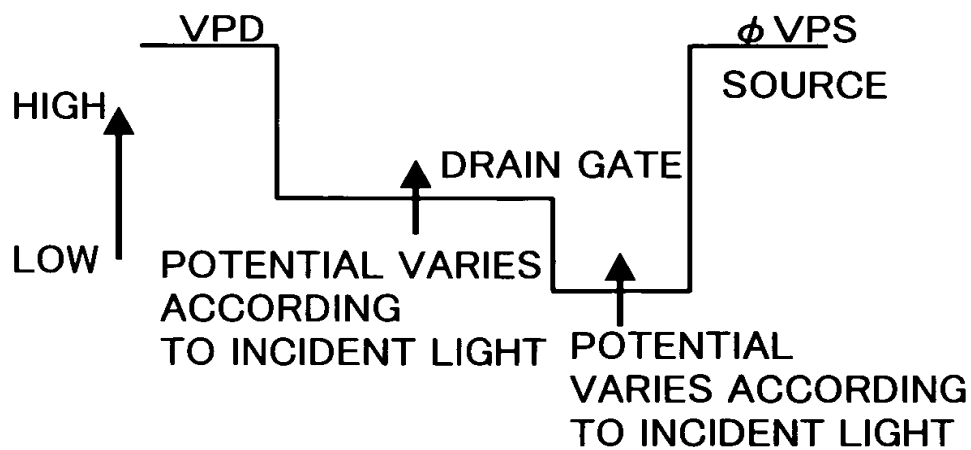 VPD
φVPS
SOURCE
HIGH
LOW
DRAIN GATE
POTENTIAL VARIES
ACCORDING
TO INCIDENT LIGHT
POTENTIAL
VARIES ACCORDING
TO INCIDENT LIGHT